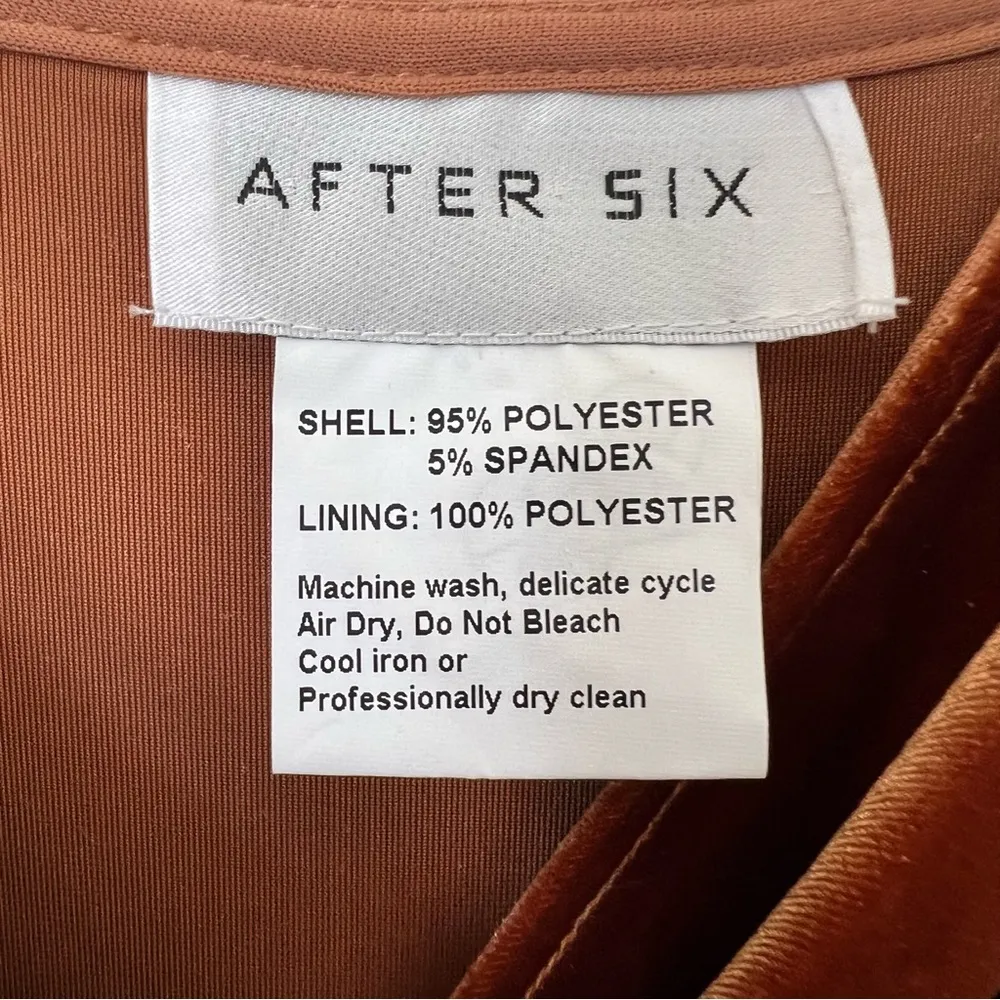 AFTER SIX
SHELL: 95% POLYESTER
5% SPANDEX
LINING: 100% POLYESTER
Machine wash, delicate cycle
Air Dry, Do Not Bleach
Cool iron or
Professionally dry clean